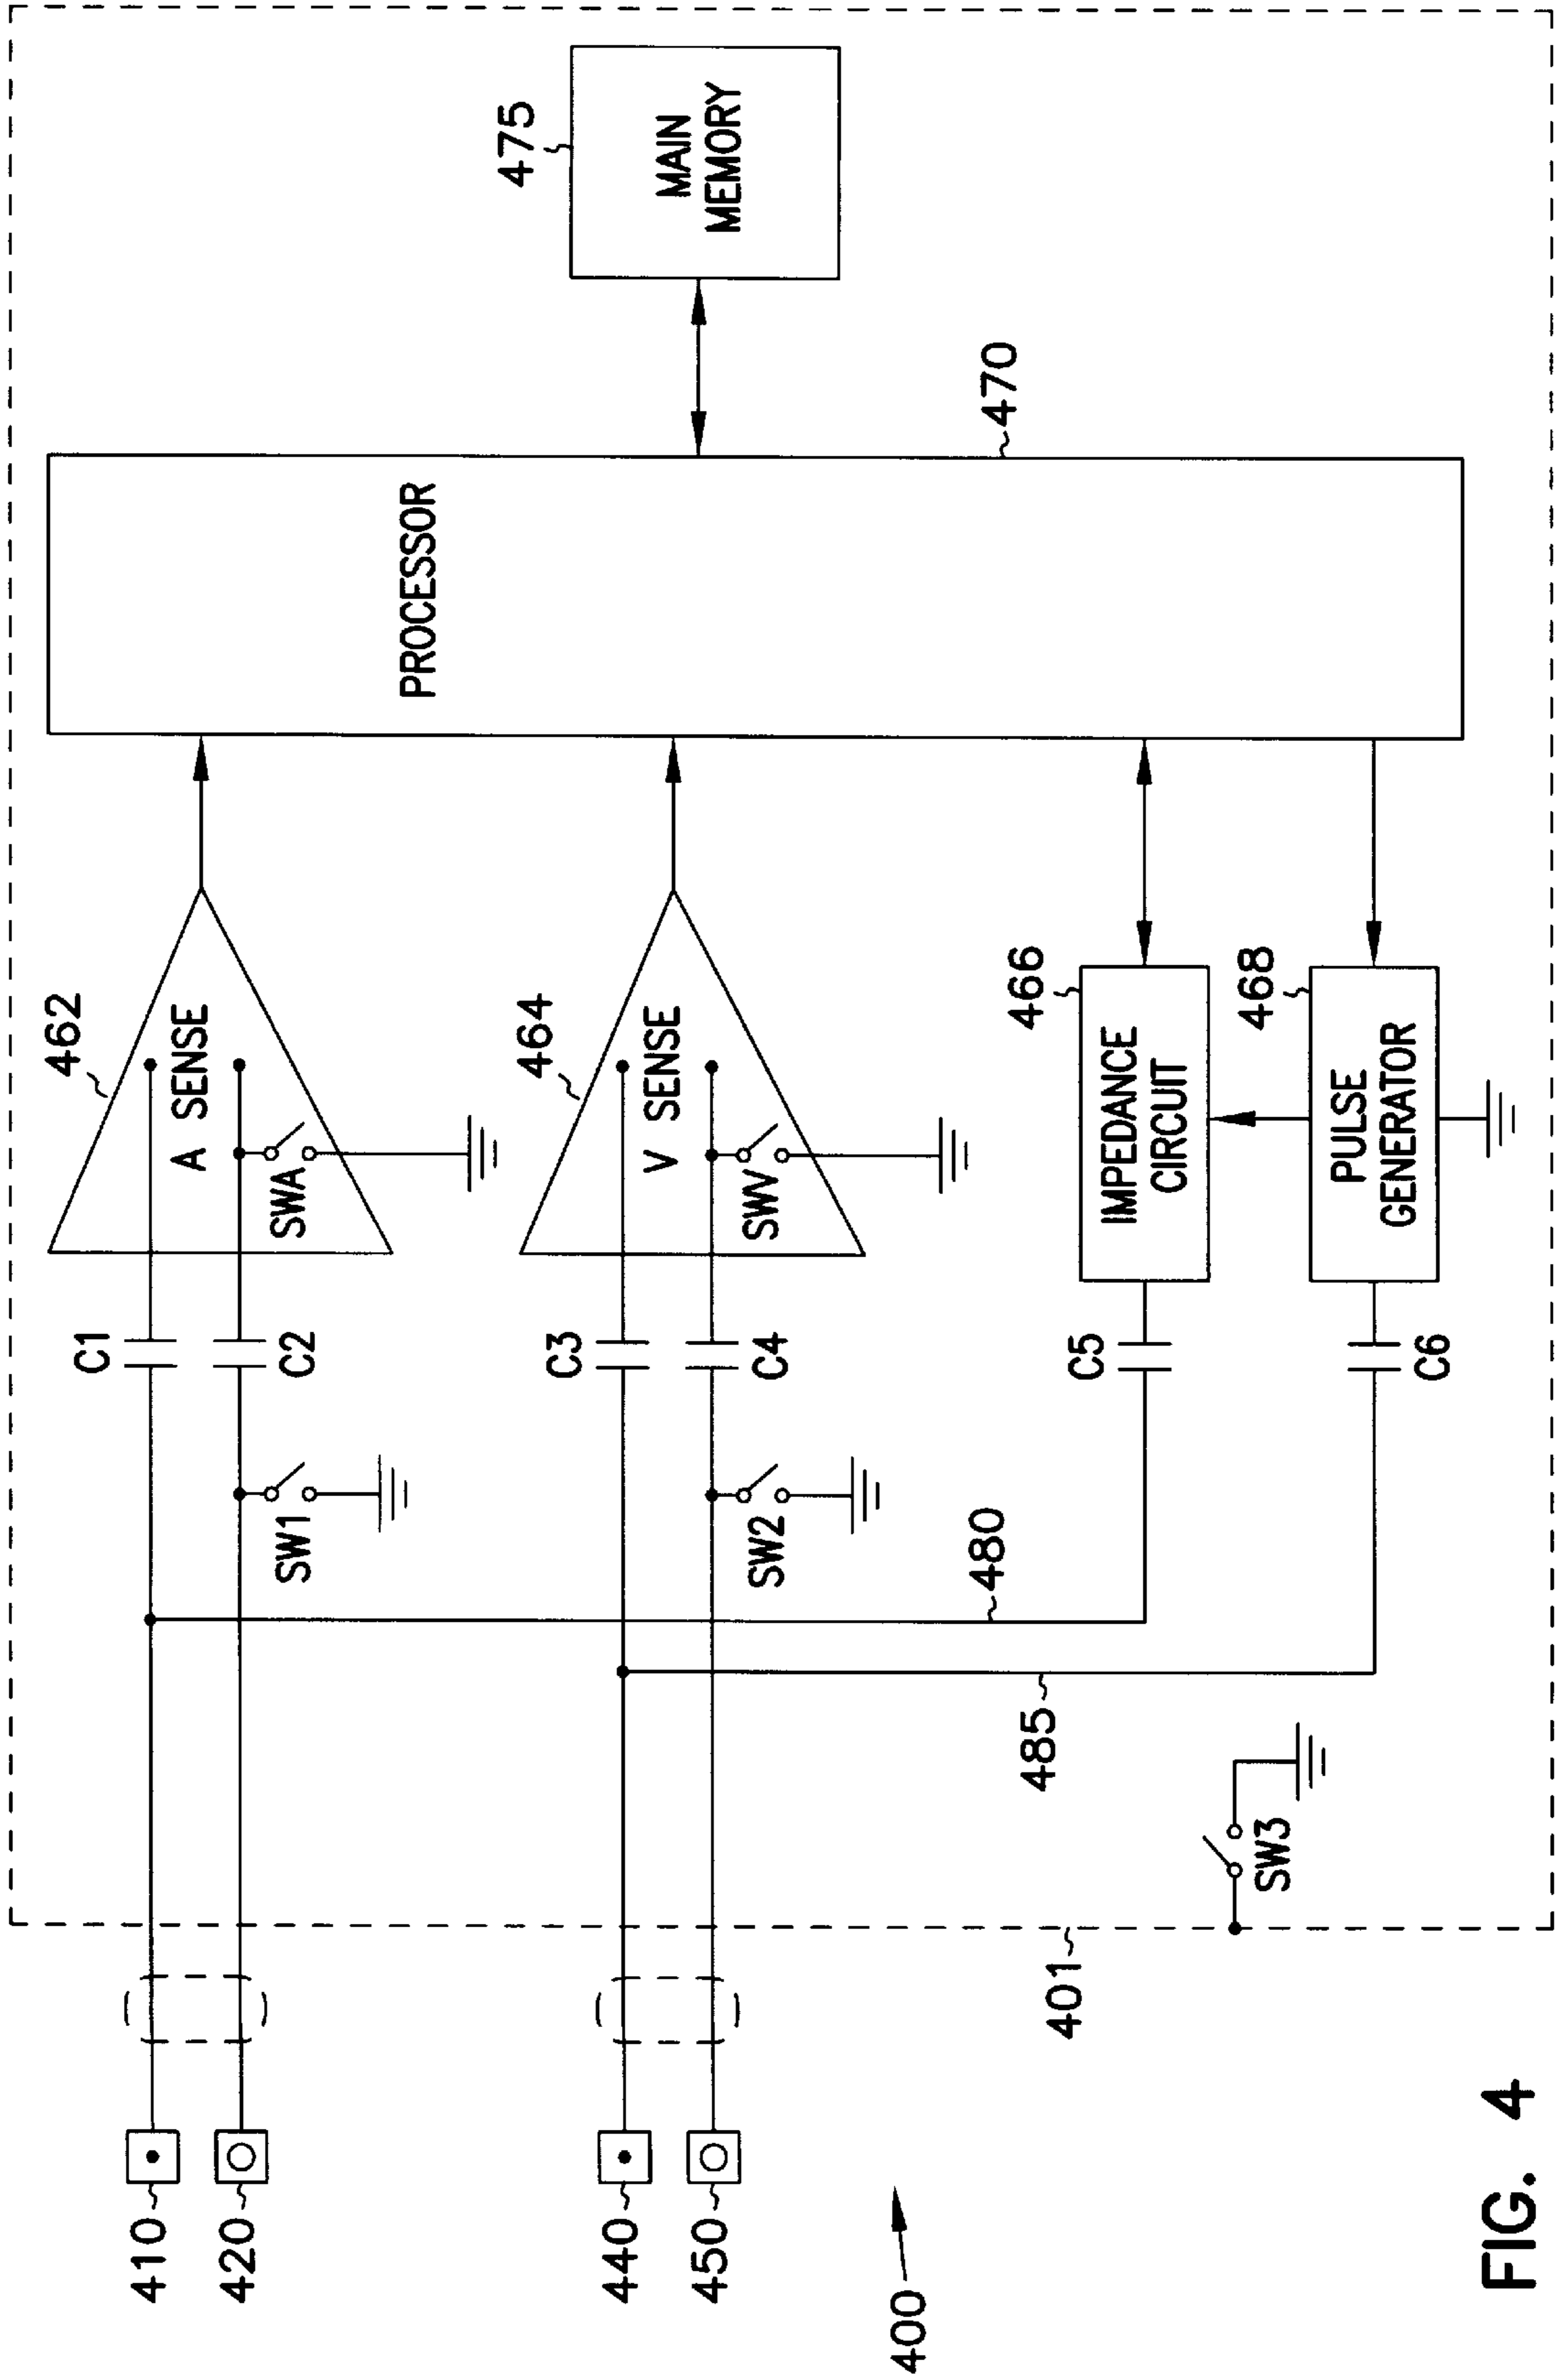 410
420
440
450
400
401
C1
C2
SW1
462
A SENSE
SWA
C3
C4
SW2
464
V SENSE
SWV
480
485
SW3
C5
C6
466
IMPEDANCE
CIRCUIT
468
PULSE
GENERATOR
PROCESSOR
470
475
MAIN
MEMORY
FIG. 4